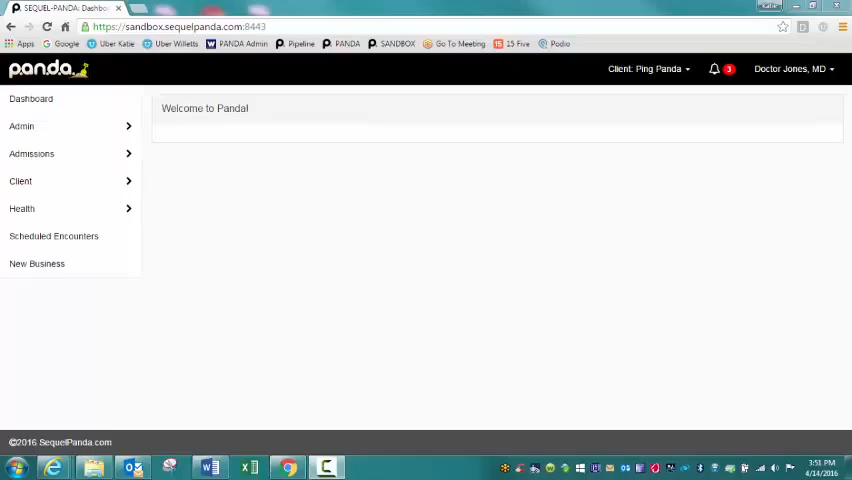 SEQUEL-PANDA: Dashbo
Katie
https://sandbox.sequelpanda.com:8443
Apps Google Uber Katie Uber Willetts PANDA Admin Pipeline PANDA SANDBOX Go To Meeting 15 Five Podio
p.a.n.d.a.
Client: Ping Panda
3
Doctor Jones, MD
Dashboard
Welcome to Panda!
Admin
Admissions
Client
Health
Scheduled Encounters
New Business
©2016 SequelPanda.com
3:51 PM
4/14/2016